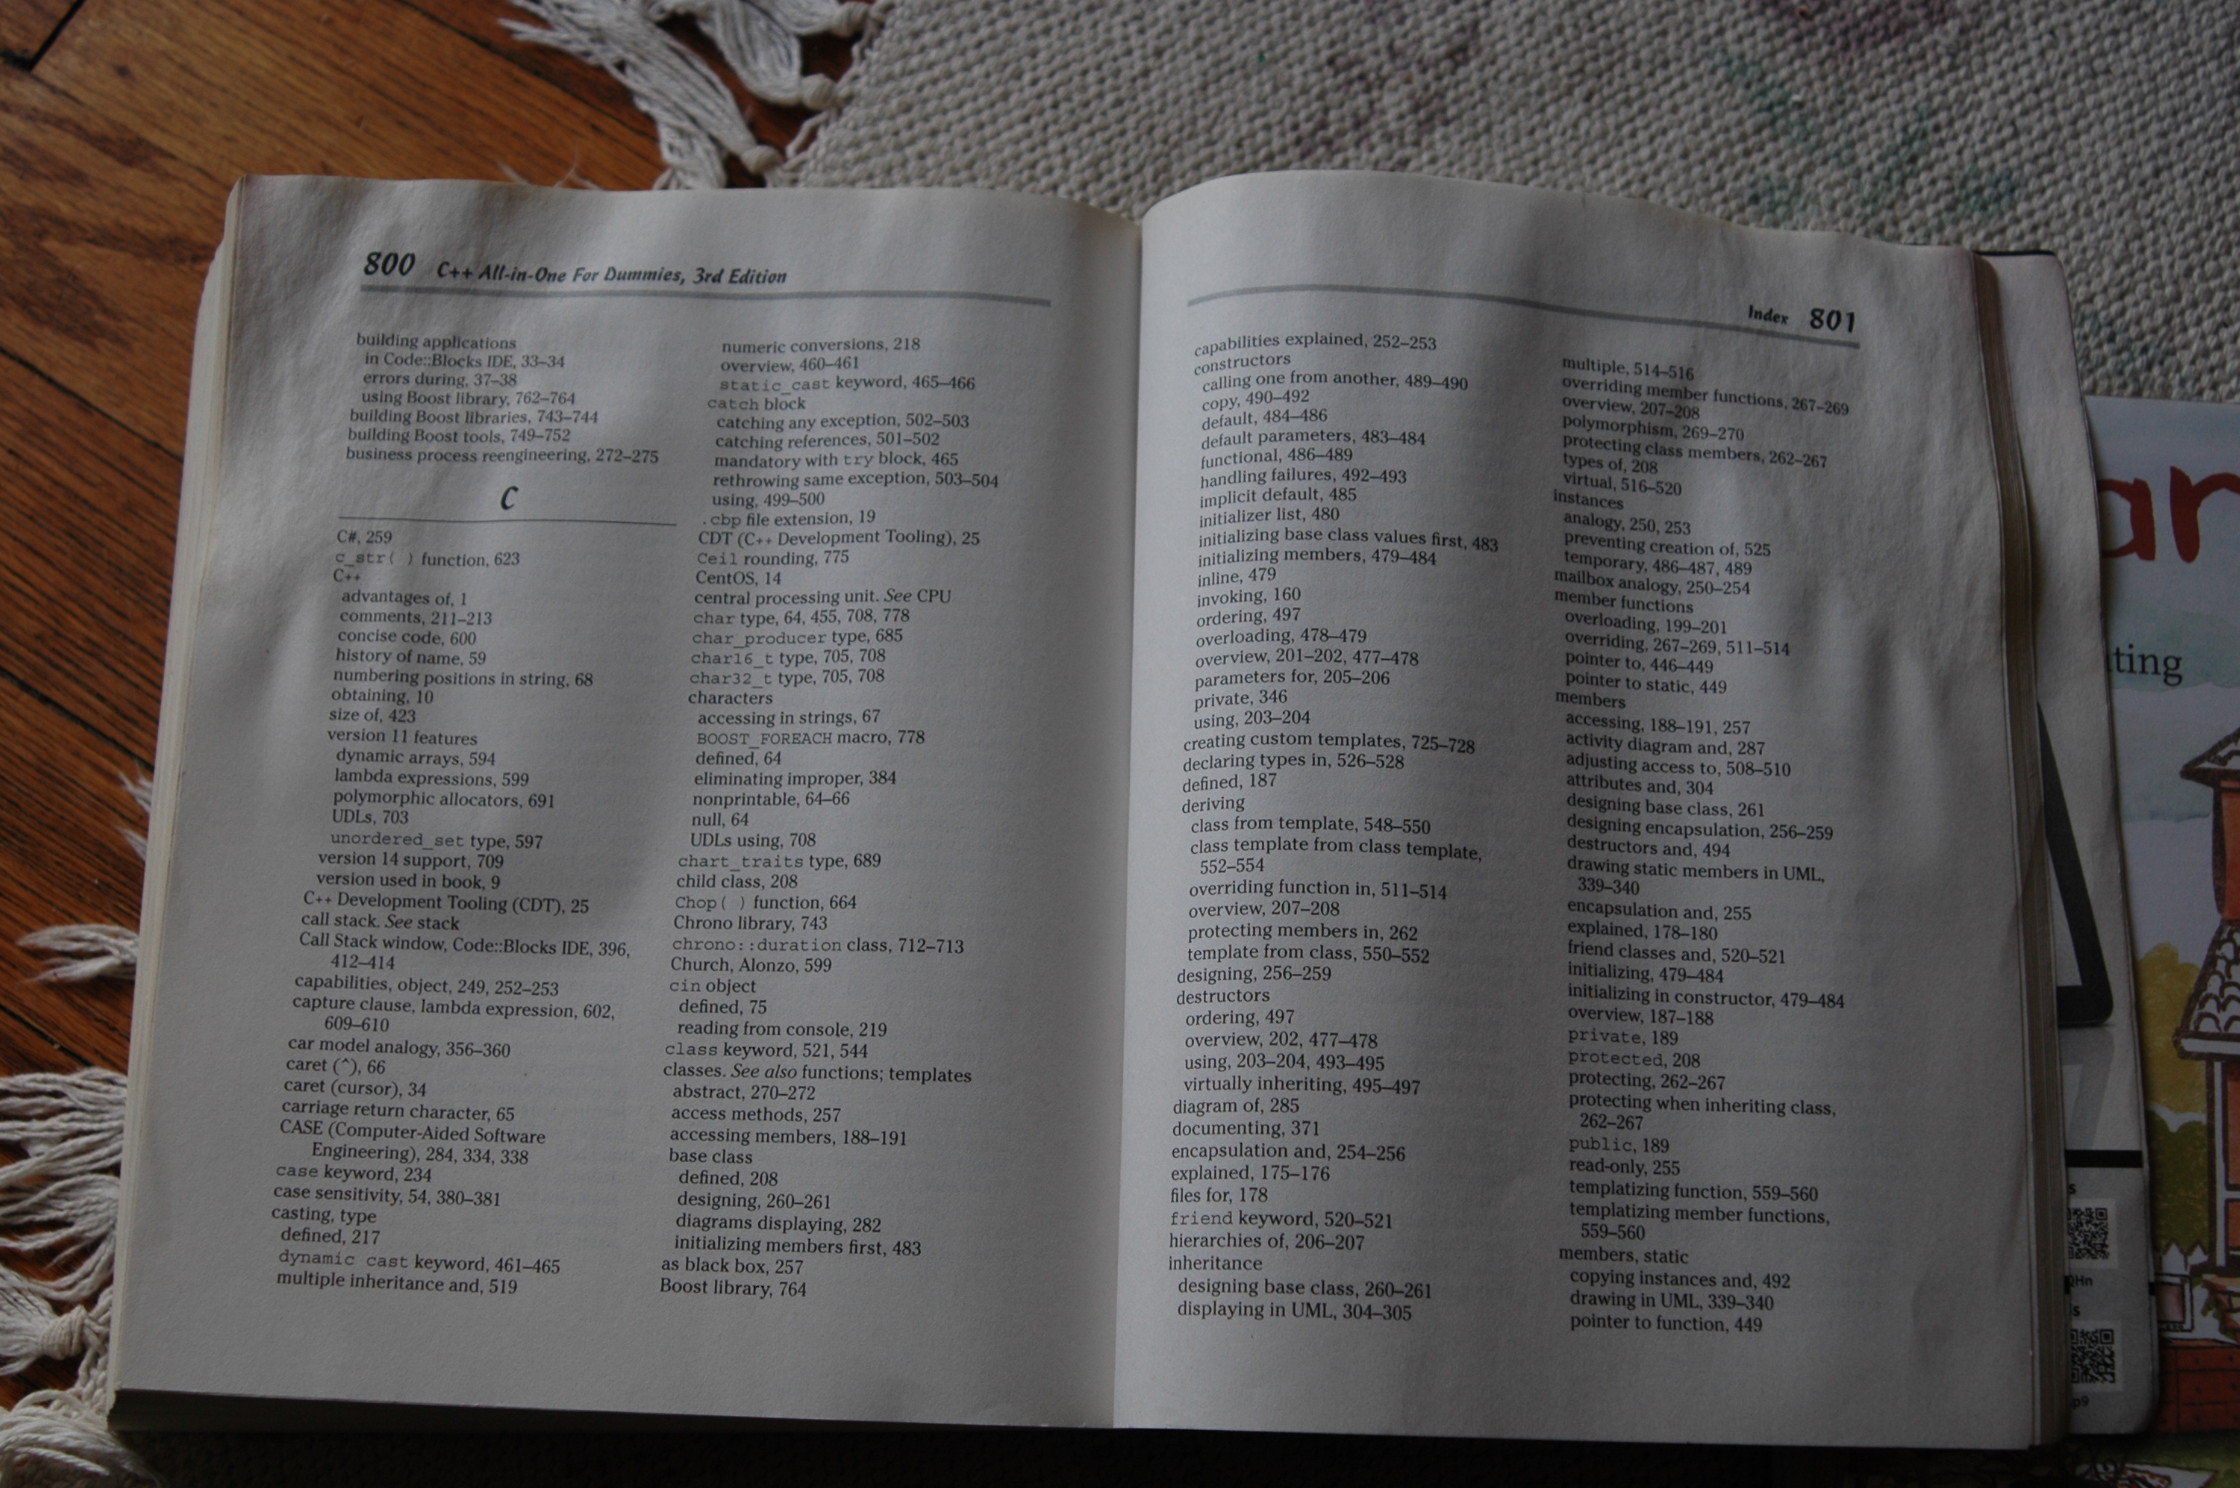 800 C++ All-in-One For Dummies, 3rd Edition
building applications
in Code::Blocks IDE, 33–34
errors during, 37–38
using Boost library, 762–764
building Boost libraries, 743–744
building Boost tools, 749–752
business process reengineering, 272–275
C
C#, 259
c_str( ) function, 623
C++
advantages of, 1
comments, 211–213
concise code, 600
history of name, 59
numbering positions in string, 68
obtaining, 10
size of, 423
version 11 features
dynamic arrays, 594
lambda expressions, 599
polymorphic allocators, 691
UDLs, 703
unordered_set type, 597
version 14 support, 709
version used in book, 9
C++ Development Tooling (CDT), 25
call stack. See stack
Call Stack window, Code::Blocks IDE, 396,
412–414
capabilities, object, 249, 252–253
capture clause, lambda expression, 602,
609–610
car model analogy, 356–360
caret (^), 66
caret (cursor), 34
carriage return character, 65
CASE (Computer-Aided Software
Engineering), 284, 334, 338
case keyword, 234
case sensitivity, 54, 380–381
casting, type
defined, 217
dynamic cast keyword, 461–465
multiple inheritance and, 519
numeric conversions, 218
overview, 460–461
static_cast keyword, 465–466
catch block
catching any exception, 502–503
catching references, 501–502
mandatory with try block, 465
rethrowing same exception, 503–504
using, 499–500
.cbp file extension, 19
CDT (C++ Development Tooling), 25
Ceil rounding, 775
CentOS, 14
central processing unit. See CPU
char type, 64, 455, 708, 778
char_producer type, 685
char16_t type, 705, 708
char32_t type, 705, 708
characters
accessing in strings, 67
BOOST_FOREACH macro, 778
defined, 64
eliminating improper, 384
nonprintable, 64–66
null, 64
UDLs using, 708
chart_traits type, 689
child class, 208
Chop( ) function, 664
Chrono library, 743
chrono::duration class, 712–713
Church, Alonzo, 599
cin object
defined, 75
reading from console, 219
class keyword, 521, 544
classes. See also functions; templates
abstract, 270–272
access methods, 257
accessing members, 188–191
base class
defined, 208
designing, 260–261
diagrams displaying, 282
initializing members first, 483
as black box, 257
Boost library, 764
Index 801
capabilities explained, 252–253
constructors
calling one from another, 489–490
copy, 490–492
default, 484–486
default parameters, 483–484
functional, 486–489
handling failures, 492–493
implicit default, 485
initializer list, 480
initializing base class values first, 483
initializing members, 479–484
inline, 479
invoking, 160
ordering, 497
overloading, 478–479
overview, 201–202, 477–478
parameters for, 205–206
private, 346
using, 203–204
creating custom templates, 725–728
declaring types in, 526–528
defined, 187
deriving
class from template, 548–550
class template from class template,
552–554
overriding function in, 511–514
overview, 207–208
protecting members in, 262
template from class, 550–552
designing, 256–259
destructors
ordering, 497
overview, 202, 477–478
using, 203–204, 493–495
virtually inheriting, 495–497
diagram of, 285
documenting, 371
encapsulation and, 254–256
explained, 175–176
files for, 178
friend keyword, 520–521
hierarchies of, 206–207
inheritance
designing base class, 260–261
displaying in UML, 304–305
multiple, 514–516
overriding member functions, 267–269
overview, 207–208
polymorphism, 269–270
protecting class members, 262–267
types of, 208
virtual, 516–520
instances
analogy, 250, 253
preventing creation of, 525
temporary, 486–487, 489
mailbox analogy, 250–254
member functions
overloading, 199–201
overriding, 267–269, 511–514
pointer to, 446–449
pointer to static, 449
members
accessing, 188–191, 257
activity diagram and, 287
adjusting access to, 508–510
attributes and, 304
designing base class, 261
designing encapsulation, 256–259
destructors and, 494
drawing static members in UML,
339–340
encapsulation and, 255
explained, 178–180
friend classes and, 520–521
initializing, 479–484
initializing in constructor, 479–484
overview, 187–188
private, 189
protected, 208
protecting, 262–267
protecting when inheriting class,
262–267
public, 189
read-only, 255
templatizing function, 559–560
templatizing member functions,
559–560
members, static
copying instances and, 492
drawing in UML, 339–340
pointer to function, 449
ar
ting